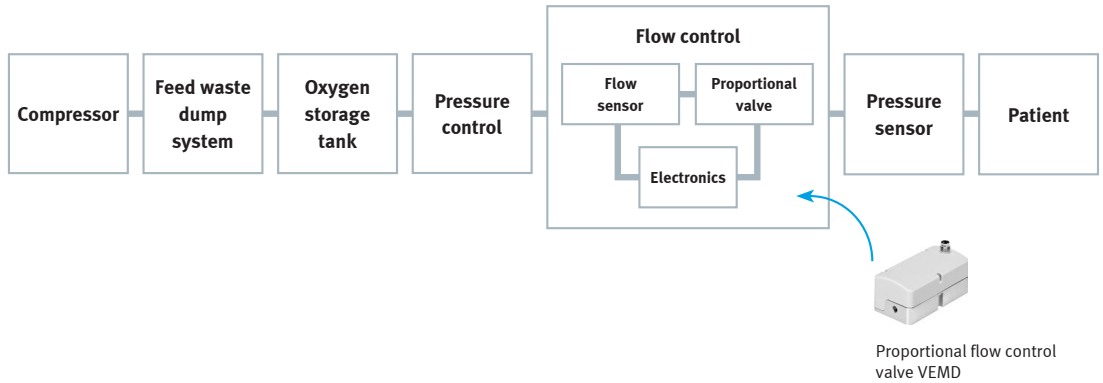 Compressor
Feed waste
dump
system
Oxygen
storage
tank
Pressure
control
Flow control
Flow
sensor
Proportional
valve
Electronics
Pressure
sensor
Patient
Proportional flow control
valve VEMD